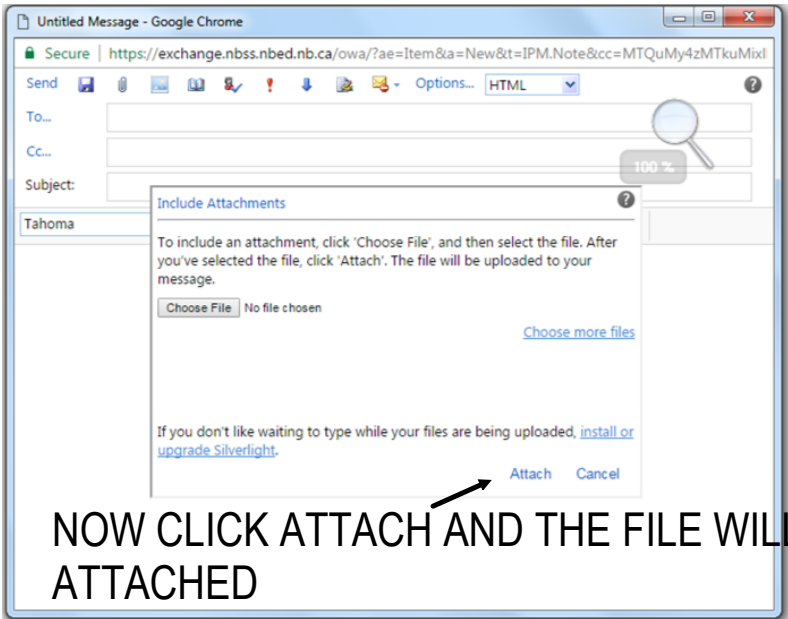 Untitled Message - Google Chrome
Secure | https://exchange.nbss.nbed.nb.ca/owa/?ae=Item&a=New&t=IPM.Note&cc=MTQuMy4zMTkuMixl
Send Options... HTML
To...
Cc...
100 %
Subject:
Include Attachments
Tahoma
To include an attachment, click 'Choose File', and then select the file. After
you've selected the file, click 'Attach'. The file will be uploaded to your
message.
Choose File No file chosen
Choose more files
If you don't like waiting to type while your files are being uploaded, install or
upgrade Silverlight.
Attach Cancel
NOW CLICK ATTACH AND THE FILE WILL
ATTACHED